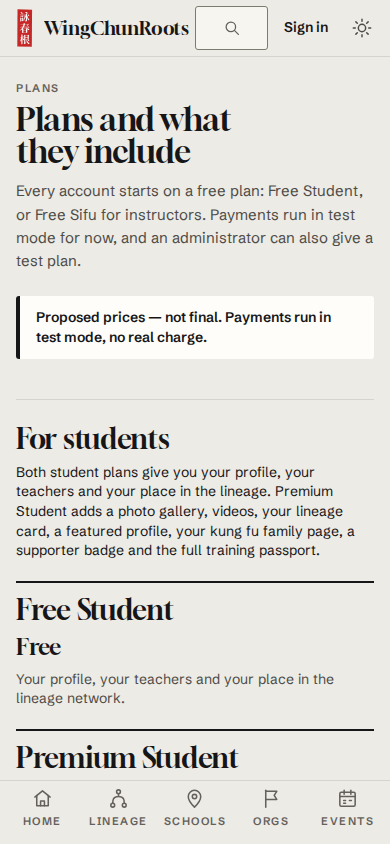 詠春根
WingChunRoots
Sign in
PLANS
Plans and what
they include
Every account starts on a free plan: Free Student,
or Free Sifu for instructors. Payments run in test
mode for now, and an administrator can also give a
test plan.
Proposed prices — not final. Payments run in
test mode, no real charge.
For students
Both student plans give you your profile, your
teachers and your place in the lineage. Premium
Student adds a photo gallery, videos, your lineage
card, a featured profile, your kung fu family page, a
supporter badge and the full training passport.
Free Student
Free
Your profile, your teachers and your place in the
lineage network.
Premium Student
HOME
LINEAGE
SCHOOLS
ORGS
EVENTS